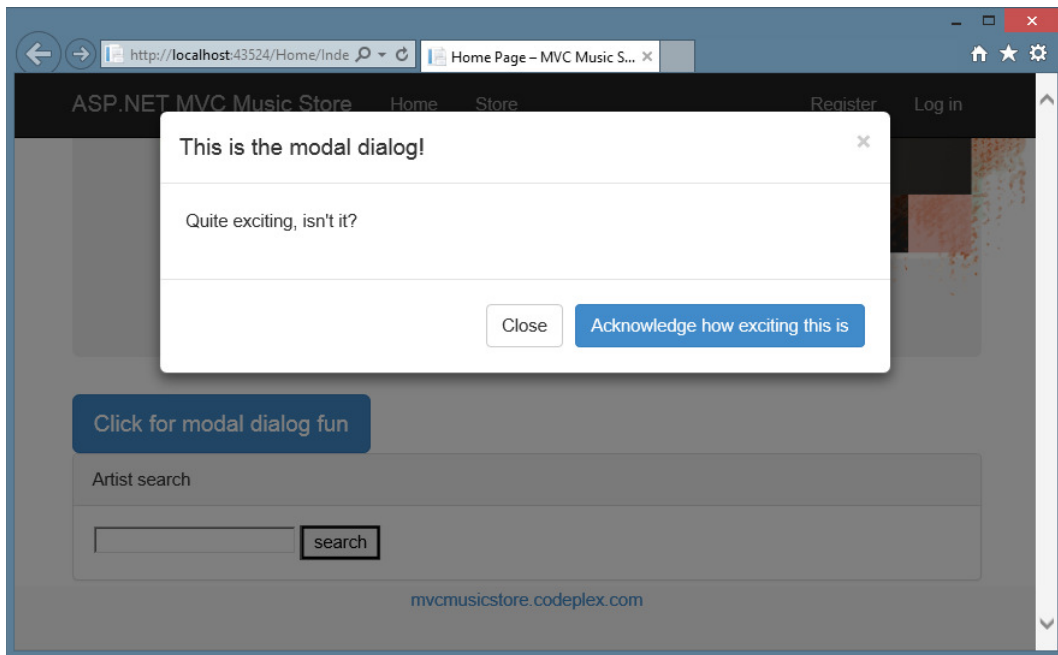 http://localhost:43524/Home/Inde
Home Page – MVC Music S...
ASP.NET MVC Music Store Home Store Register Log in
This is the modal dialog!
Quite exciting, isn't it?
Close Acknowledge how exciting this is
Click for modal dialog fun
Artist search
search
mvcmusicstore.codeplex.com